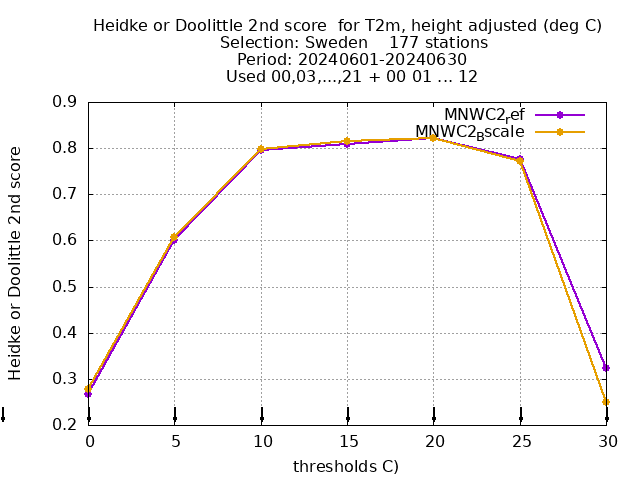 Heidke or Doolittle 2nd score  for T2m, height adjusted (deg C)
Selection: Sweden    177 stations
Period: 20240601-20240630
Used 00,03,...,21 + 00 01 ... 12
MNWC2_ref
MNWC2_Bscale
Heidke or Doolittle 2nd score
0.9
0.8
0.7
0.6
0.5
0.4
0.3
0.2
0 5 10 15 20 25 30
thresholds C)